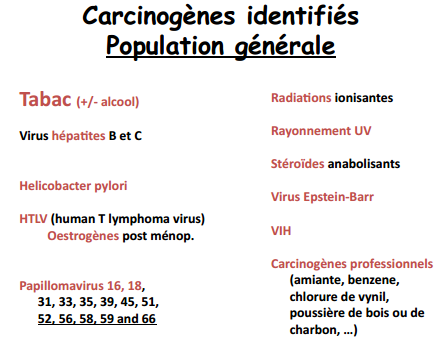 Carcinogènes identifiés
Population générale
Tabac (+/- alcool)
Virus hépatites B et C
Helicobacter pylori
HTLV (human T lymphoma virus)
Oestrogènes post ménop.
Papillomavirus 16, 18,
31, 33, 35, 39, 45, 51,
52, 56, 58, 59 and 66
Radiations ionisantes
Rayonnement UV
Stéroïdes anabolisants
Virus Epstein-Barr
VIH
Carcinogènes professionnels
(amiante, benzene,
chlorure de vynil,
poussière de bois ou de
charbon, …)